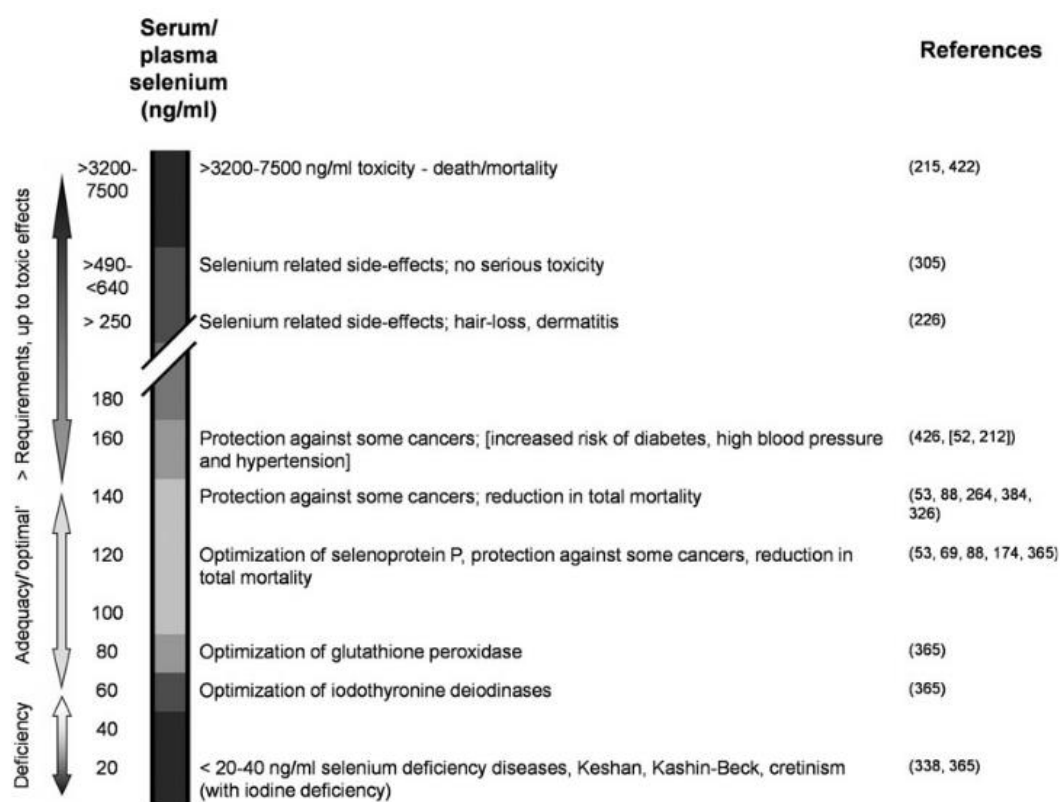 Serum/
plasma
selenium
(ng/ml)
References
>3200-
7500
>3200-7500 ng/ml toxicity - death/mortality
(215, 422)
>490-
<640
Selenium related side-effects; no serious toxicity
(305)
> 250
Selenium related side-effects; hair-loss, dermatitis
(226)
180
160
Protection against some cancers; [increased risk of diabetes, high blood pressure
and hypertension]
(426, [52, 212])
140
Protection against some cancers; reduction in total mortality
(53, 88, 264, 384,
326)
120
Optimization of selenoprotein P, protection against some cancers, reduction in
total mortality
(53, 69, 88, 174, 365)
100
80
Optimization of glutathione peroxidase
(365)
60
Optimization of iodothyronine deiodinases
(365)
40
20
< 20-40 ng/ml selenium deficiency diseases, Keshan, Kashin-Beck, cretinism
(with iodine deficiency)
(338, 365)
> Requirements, up to toxic effects
Adequacy/'optimal'
Deficiency